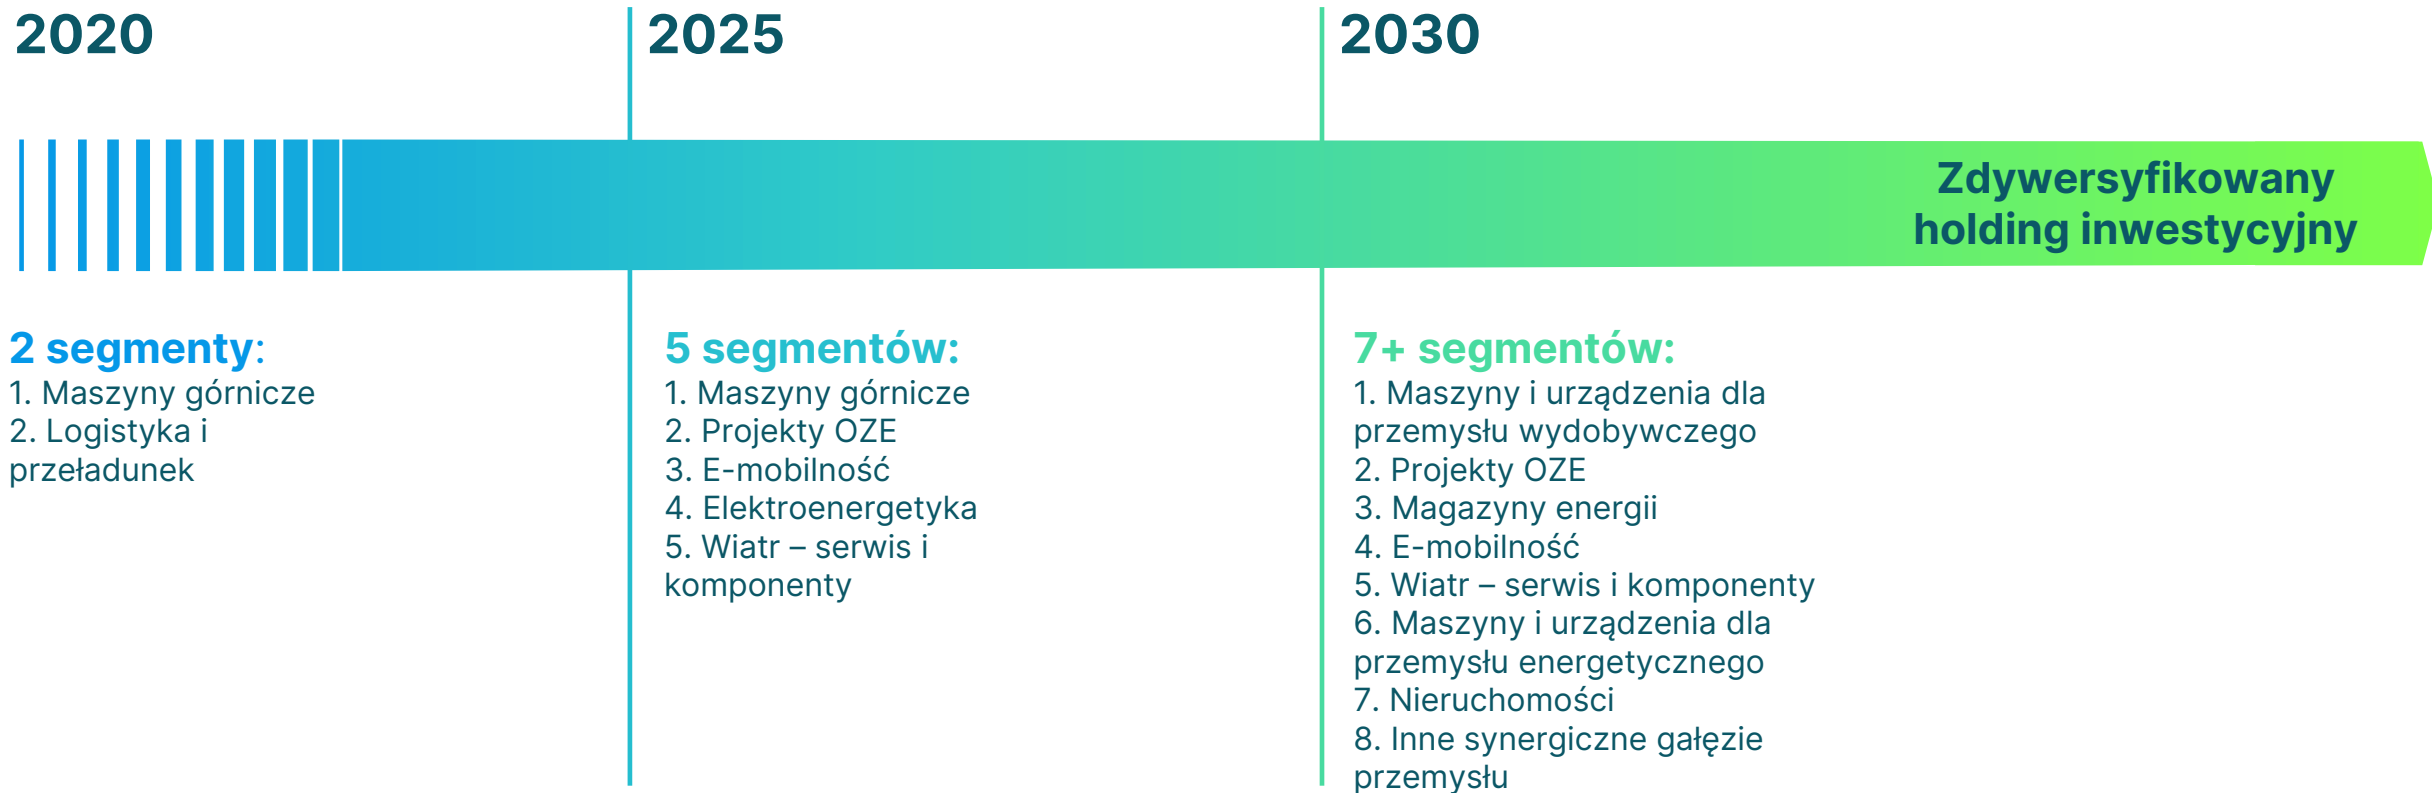 2020
2025
2030
Zdywersyfikowany
holding inwestycyjny
2 segmenty:
1. Maszyny górnicze
2. Logistyka i
przeładunek
5 segmentów:
1. Maszyny górnicze
2. Projekty OZE
3. E-mobilność
4. Elektroenergetyka
5. Wiatr – serwis i
komponenty
7+ segmentów:
1. Maszyny i urządzenia dla
przemysłu wydobywczego
2. Projekty OZE
3. Magazyny energii
4. E-mobilność
5. Wiatr – serwis i komponenty
6. Maszyny i urządzenia dla
przemysłu energetycznego
7. Nieruchomości
8. Inne synergiczne gałęzie
przemysłu